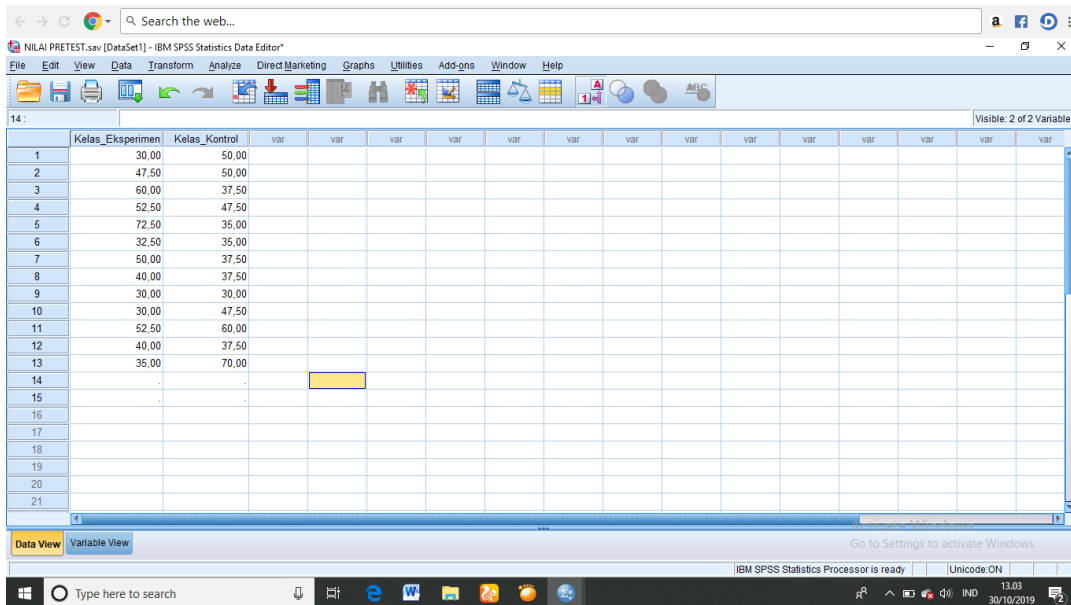 Search the web...
NILAI PRETEST.sav [DataSet1] - IBM SPSS Statistics Data Editor*
File Edit View Data Transform Analyze Direct Marketing Graphs Utilities Add-ons Window Help
14 : Visible: 2 of 2 Variable
Kelas_Eksperimen Kelas_Kontrol var var var var var var var var var var var var
1 30,00 50,00
2 47,50 50,00
3 60,00 37,50
4 52,50 47,50
5 72,50 35,00
6 32,50 35,00
7 50,00 37,50
8 40,00 37,50
9 30,00 30,00
10 30,00 47,50
11 52,50 60,00
12 40,00 37,50
13 35,00 70,00
14 . .
15 . .
16
17
18
19
20
21
Data View Variable View
Go to Settings to activate Windows.
IBM SPSS Statistics Processor is ready Unicode:ON
Type here to search IND 13.03
30/10/2019